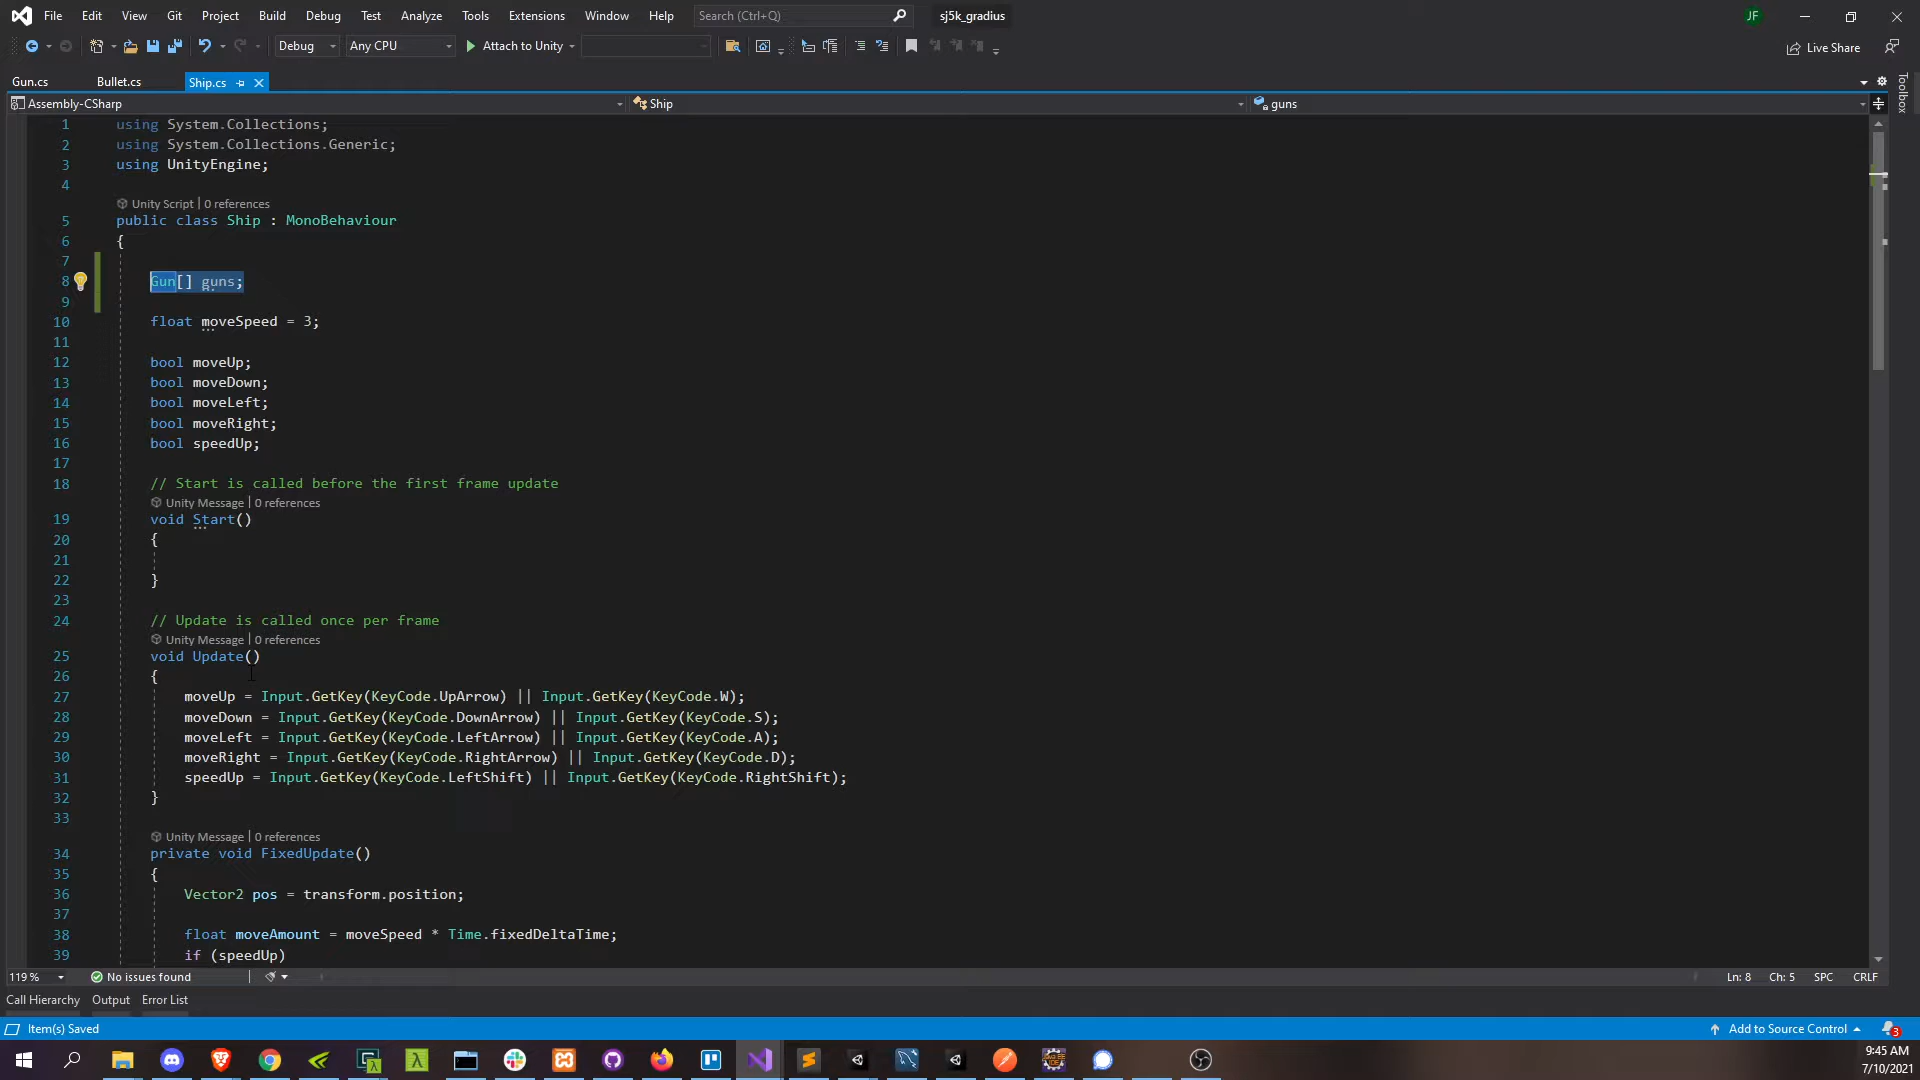 File Edit View Git Project Build Debug Test Analyze Tools Extensions Window Help Search (Ctrl+Q) sj5k_gradius JF
Debug Any CPU Attach to Unity Live Share
Gun.cs Bullet.cs Ship.cs Toolbox
Assembly-CSharp Ship guns
1 using System.Collections;
2 using System.Collections.Generic;
3 using UnityEngine;
4
Unity Script | 0 references
5 public class Ship : MonoBehaviour
6 {
7
8 Gun[] guns;
9
10 float moveSpeed = 3;
11
12 bool moveUp;
13 bool moveDown;
14 bool moveLeft;
15 bool moveRight;
16 bool speedUp;
17
18 // Start is called before the first frame update
Unity Message | 0 references
19 void Start()
20 {
21
22 }
23
24 // Update is called once per frame
Unity Message | 0 references
25 void Update()
26 {
27 moveUp = Input.GetKey(KeyCode.UpArrow) || Input.GetKey(KeyCode.W);
28 moveDown = Input.GetKey(KeyCode.DownArrow) || Input.GetKey(KeyCode.S);
29 moveLeft = Input.GetKey(KeyCode.LeftArrow) || Input.GetKey(KeyCode.A);
30 moveRight = Input.GetKey(KeyCode.RightArrow) || Input.GetKey(KeyCode.D);
31 speedUp = Input.GetKey(KeyCode.LeftShift) || Input.GetKey(KeyCode.RightShift);
32 }
33
Unity Message | 0 references
34 private void FixedUpdate()
35 {
36 Vector2 pos = transform.position;
37
38 float moveAmount = moveSpeed * Time.fixedDeltaTime;
39 if (speedUp)
119 % No issues found Ln: 8 Ch: 5 SPC CRLF
Call Hierarchy Output Error List
Item(s) Saved Add to Source Control 3
9:45 AM
7/10/2021